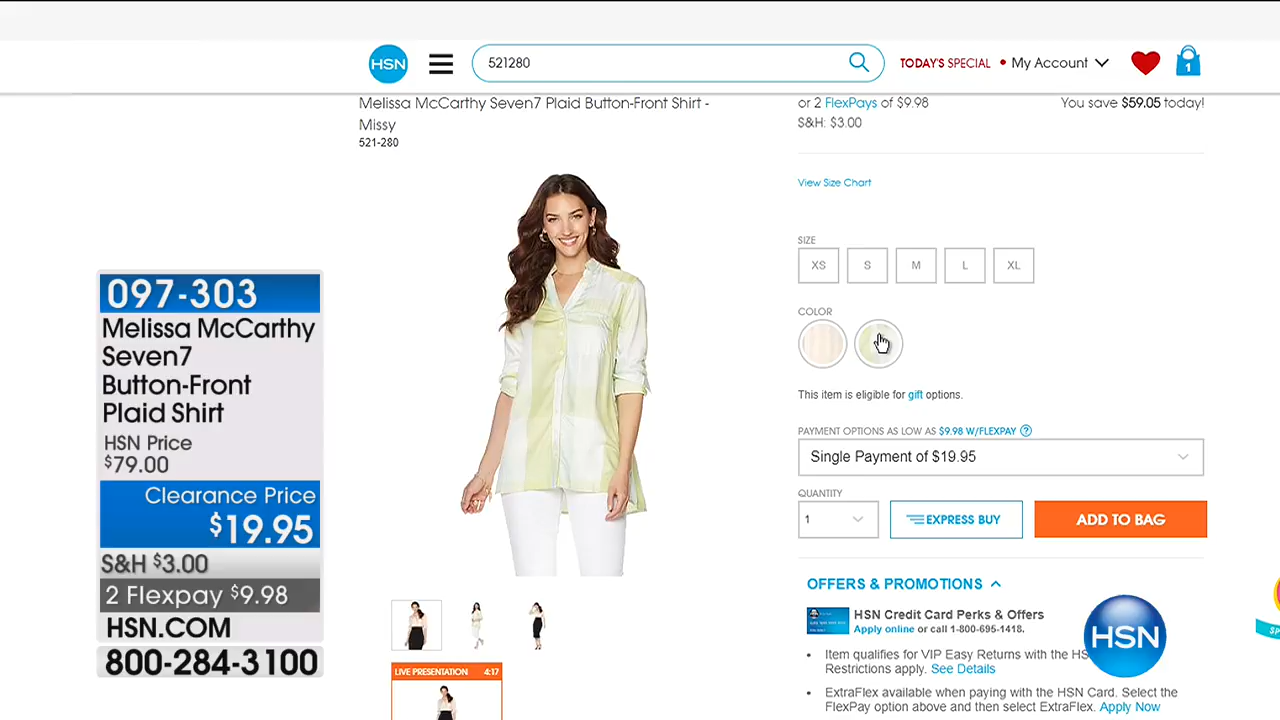 HSN
521280
TODAY'S SPECIAL • My Account
1
Melissa McCarthy Seven7 Plaid Button-Front Shirt -
Missy
521-280
or 2 FlexPays of $9.98
You save $59.05 today!
S&H: $3.00
View Size Chart
SIZE
XS S M L XL
COLOR
This item is eligible for gift options.
PAYMENT OPTIONS AS LOW AS $9.98 W/FLEXPAY ?
Single Payment of $19.95
QUANTITY
1
EXPRESS BUY
ADD TO BAG
OFFERS & PROMOTIONS
HSN Credit Card Perks & Offers
Apply online or call 1-800-695-1418.
• Item qualifies for VIP Easy Returns with the HS
Restrictions apply. See Details
• ExtraFlex available when paying with the HSN Card. Select the
FlexPay option above and then select ExtraFlex. Apply Now
HSN
LIVE PRESENTATION 4:17
097-303
Melissa McCarthy
Seven7
Button-Front
Plaid Shirt
HSN Price
$79.00
Clearance Price
$19.95
S&H $3.00
2 Flexpay $9.98
HSN.COM
800-284-3100